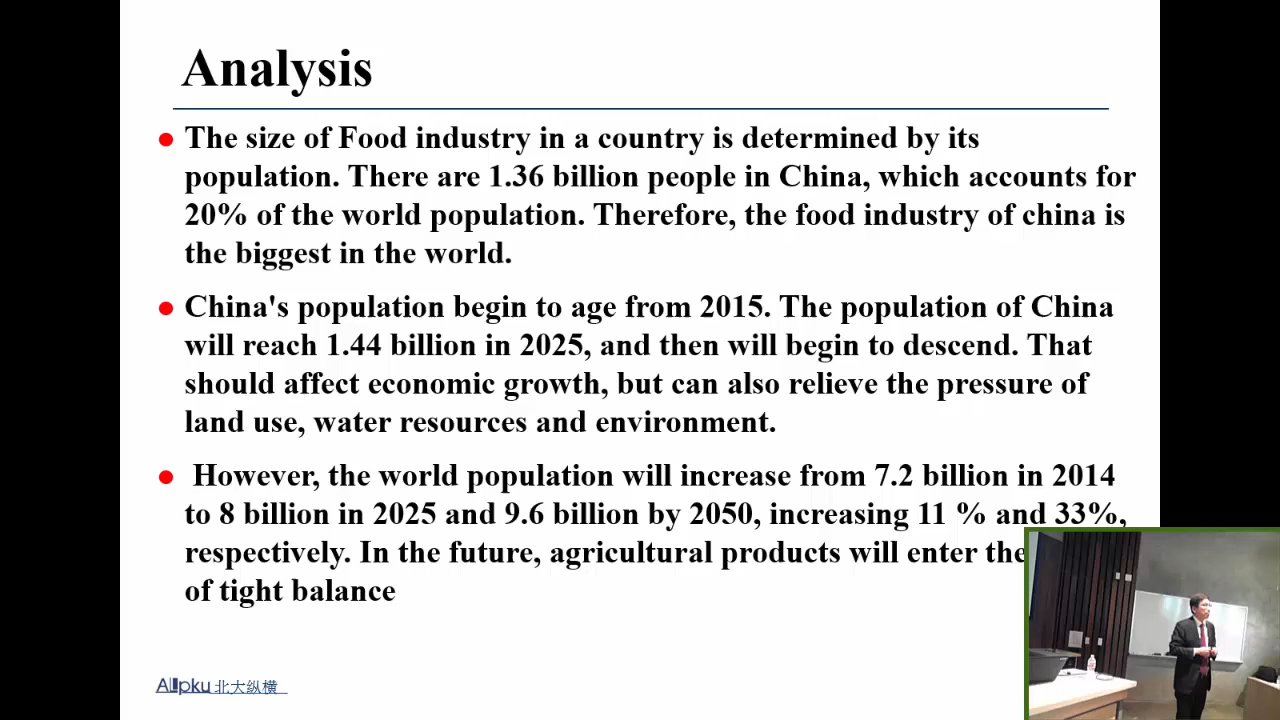 Analysis
The size of Food industry in a country is determined by its
population. There are 1.36 billion people in China, which accounts for
20% of the world population. Therefore, the food industry of china is
the biggest in the world.
China's population begin to age from 2015. The population of China
will reach 1.44 billion in 2025, and then will begin to descend. That
should affect economic growth, but can also relieve the pressure of
land use, water resources and environment.
However, the world population will increase from 7.2 billion in 2014
to 8 billion in 2025 and 9.6 billion by 2050, increasing 11 % and 33%,
respectively. In the future, agricultural products will enter the
of tight balance
Allpku 北大纵横